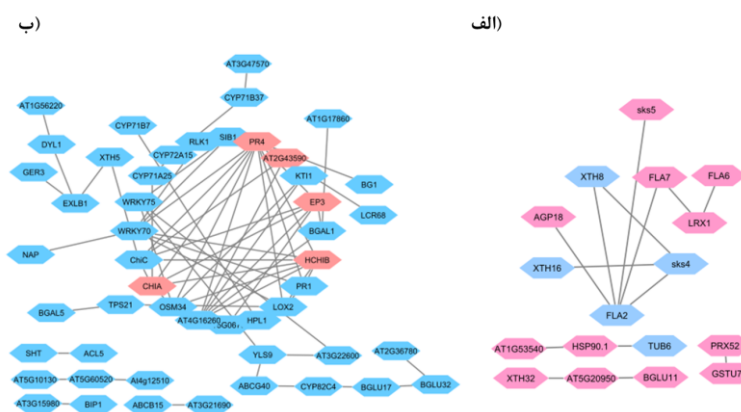 ب)
الف)
AT3G47570
CYP71B37
AT1G56220
CYP71B7
AT1G17860
DYL1
XTH5
RLK1
SIB1
PR4
CYP72A15
AT2G43590
GER3
CYP71A25
KTI1
BG1
EXLB1
WRKY75
EP3
LCR68
WRKY70
BGAL1
NAP
ChiC
HCHIB
CHIA
PR1
BGAL5
TPS21
OSM34
LOX2
AT4G16260
HPL1
SHT
ACL5
YLS9
AT3G22600
AT2G36780
AT5G10130
AT5G60520
At4g12510
ABCG40
CYP82C4
BGLU17
BGLU32
AT3G15980
BIP1
ABCB15
AT3G21690
sks5
XTH8
FLA7
FLA6
AGP18
LRX1
XTH16
sks4
FLA2
AT1G53540
HSP90.1
TUB6
PRX52
XTH32
AT5G20950
BGLU11
GSTU7